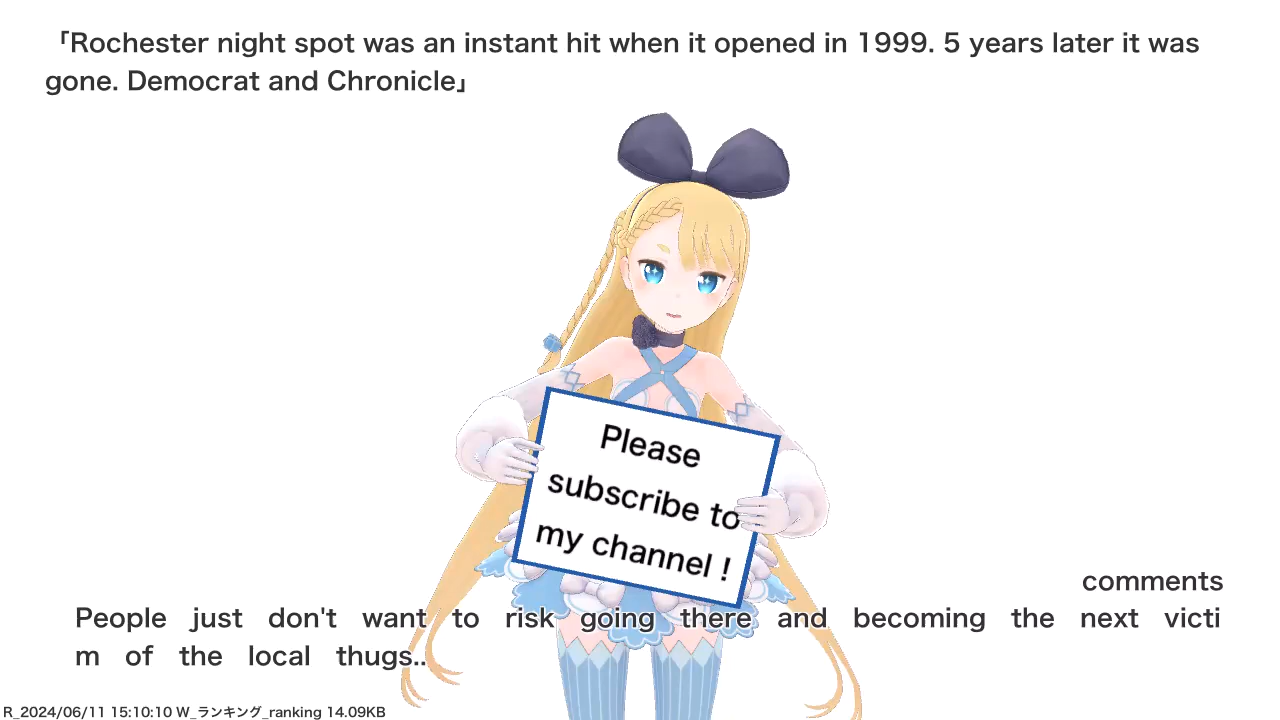 「Rochester night spot was an instant hit when it opened in 1999. 5 years later it was
gone. Democrat and Chronicle」
Please
subscribe to
my channel !
comments
People just don't want to risk going there and becoming the next victi
m of the local thugs..
R_2024/06/11 15:10:10 W_ランキング_ranking 14.09KB